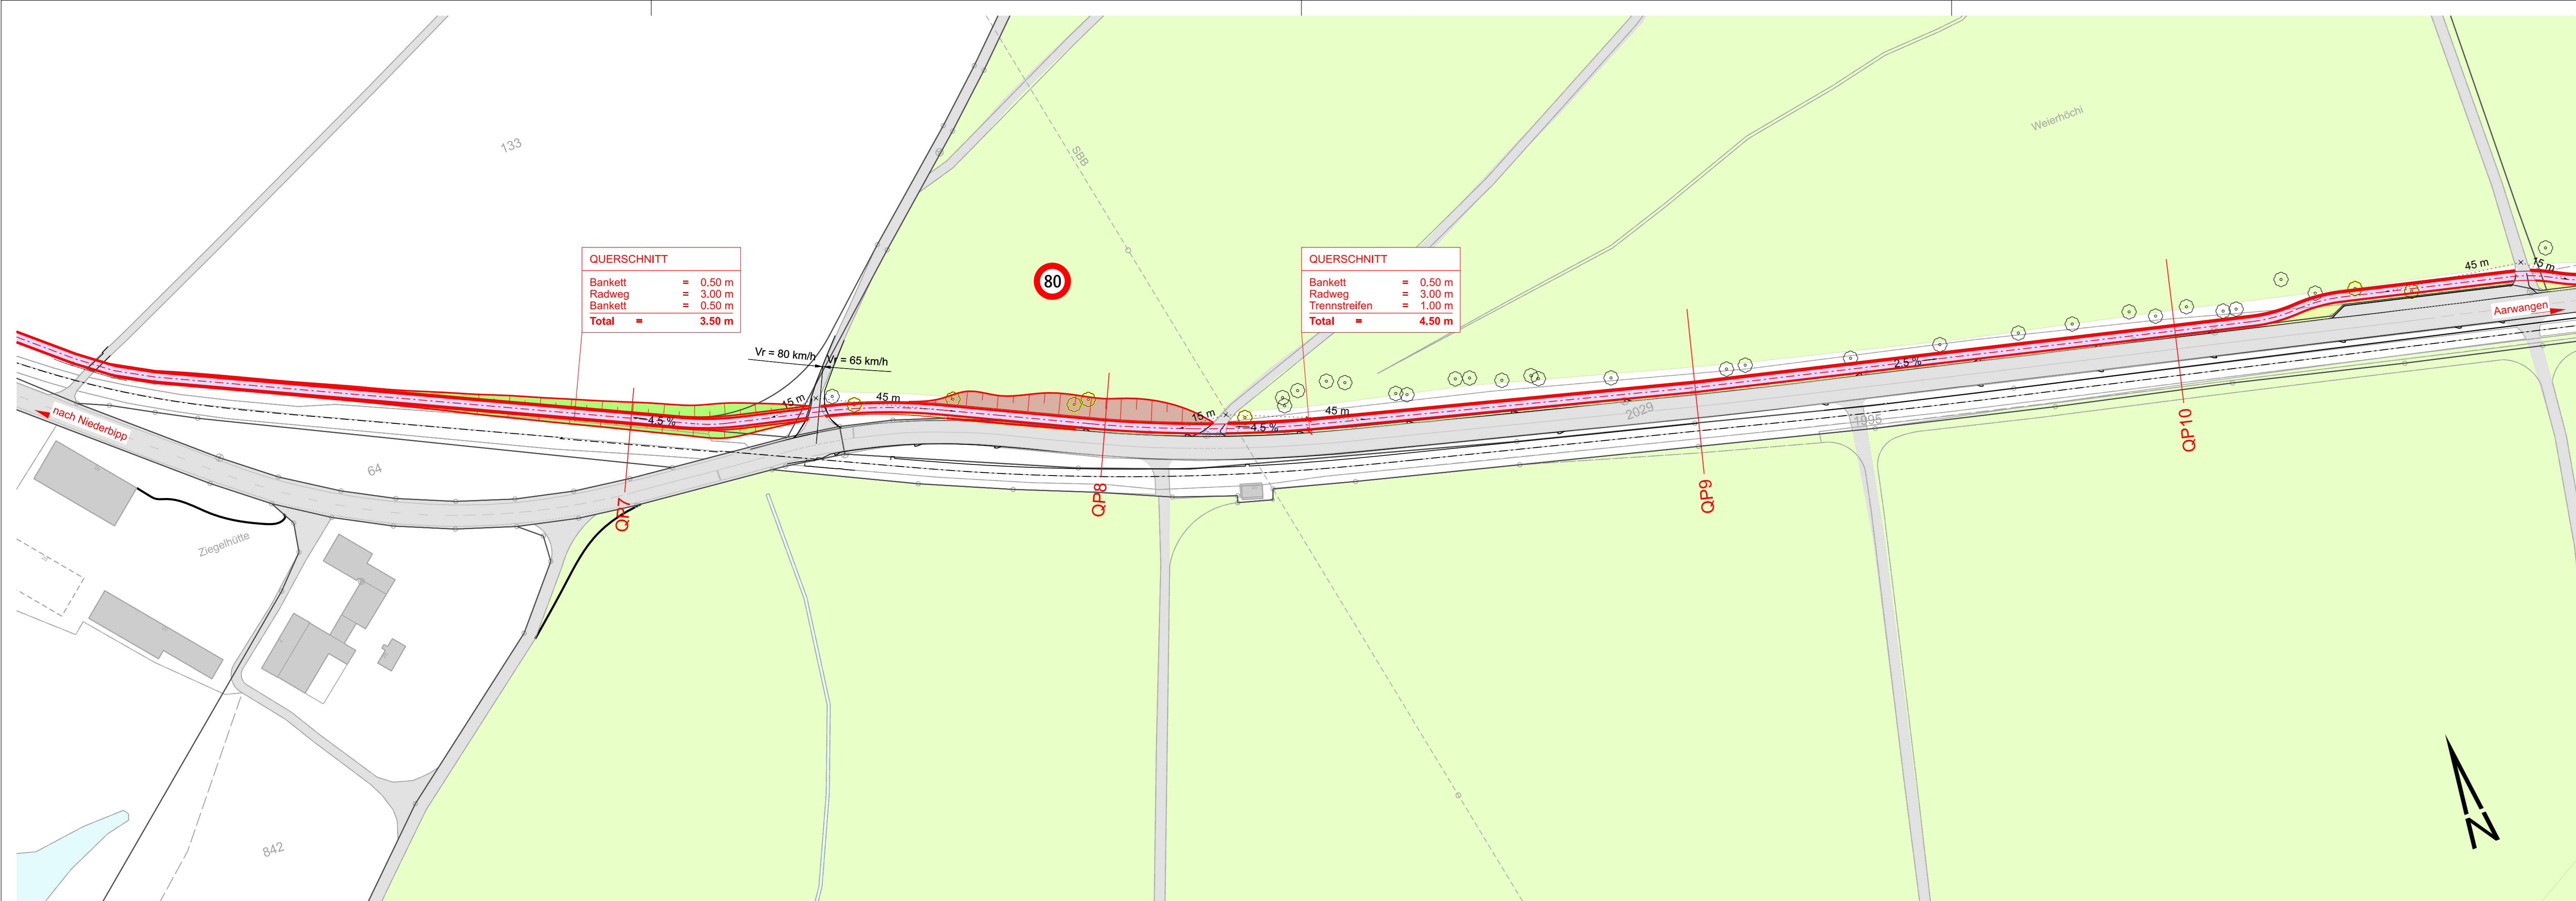 133
SBB
Weierhöchi
QUERSCHNITT
Bankett = 0.50 m
Radweg = 3.00 m
Bankett = 0.50 m
Total = 3.50 m
80
QUERSCHNITT
Bankett = 0.50 m
Radweg = 3.00 m
Trennstreifen = 1.00 m
Total = 4.50 m
45 m
15 m
Aarwangen
Vr = 80 km/h
Vr = 65 km/h
2.5 %
15 m
45 m
15 m
45 m
4.5 %
4.5 %
2029
1895
nach Niederbipp
64
QP7
QP8
QP9
QP10
Ziegelhütte
842
N